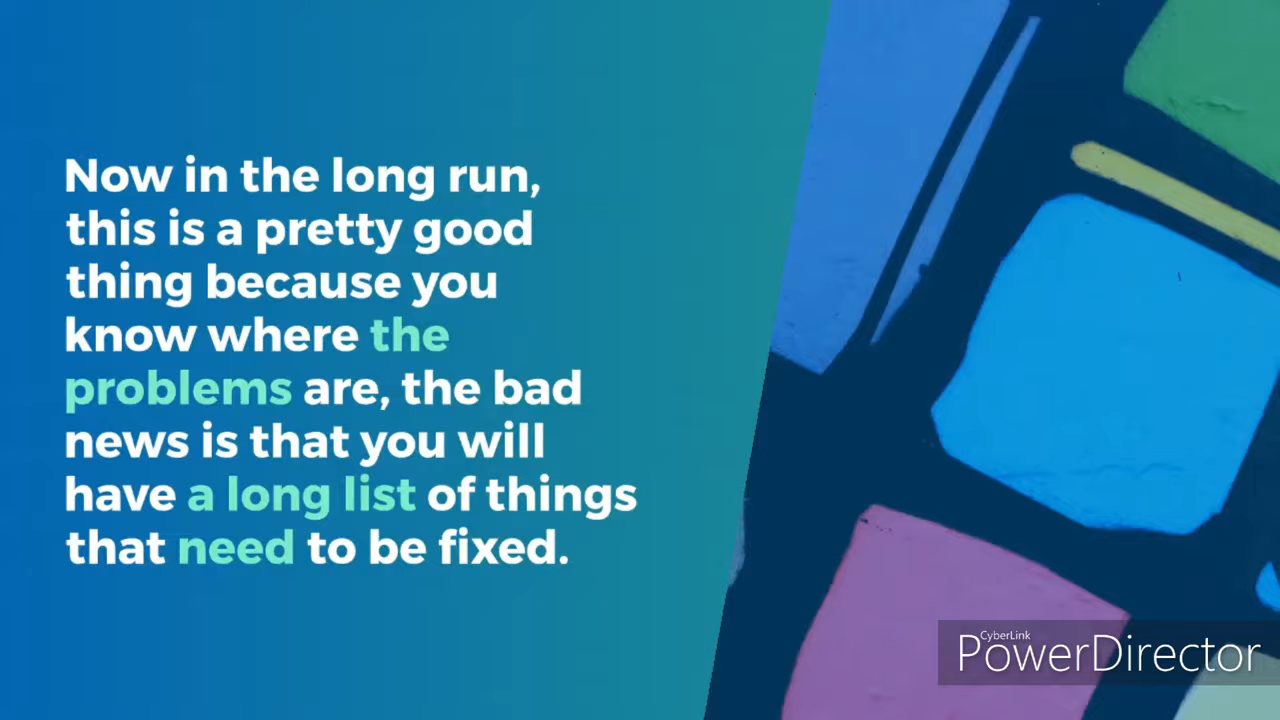 Now in the long run,
this is a pretty good
thing because you
know where the
problems are, the bad
news is that you will
have a long list of things
that need to be fixed.
CyberLink
PowerDirector